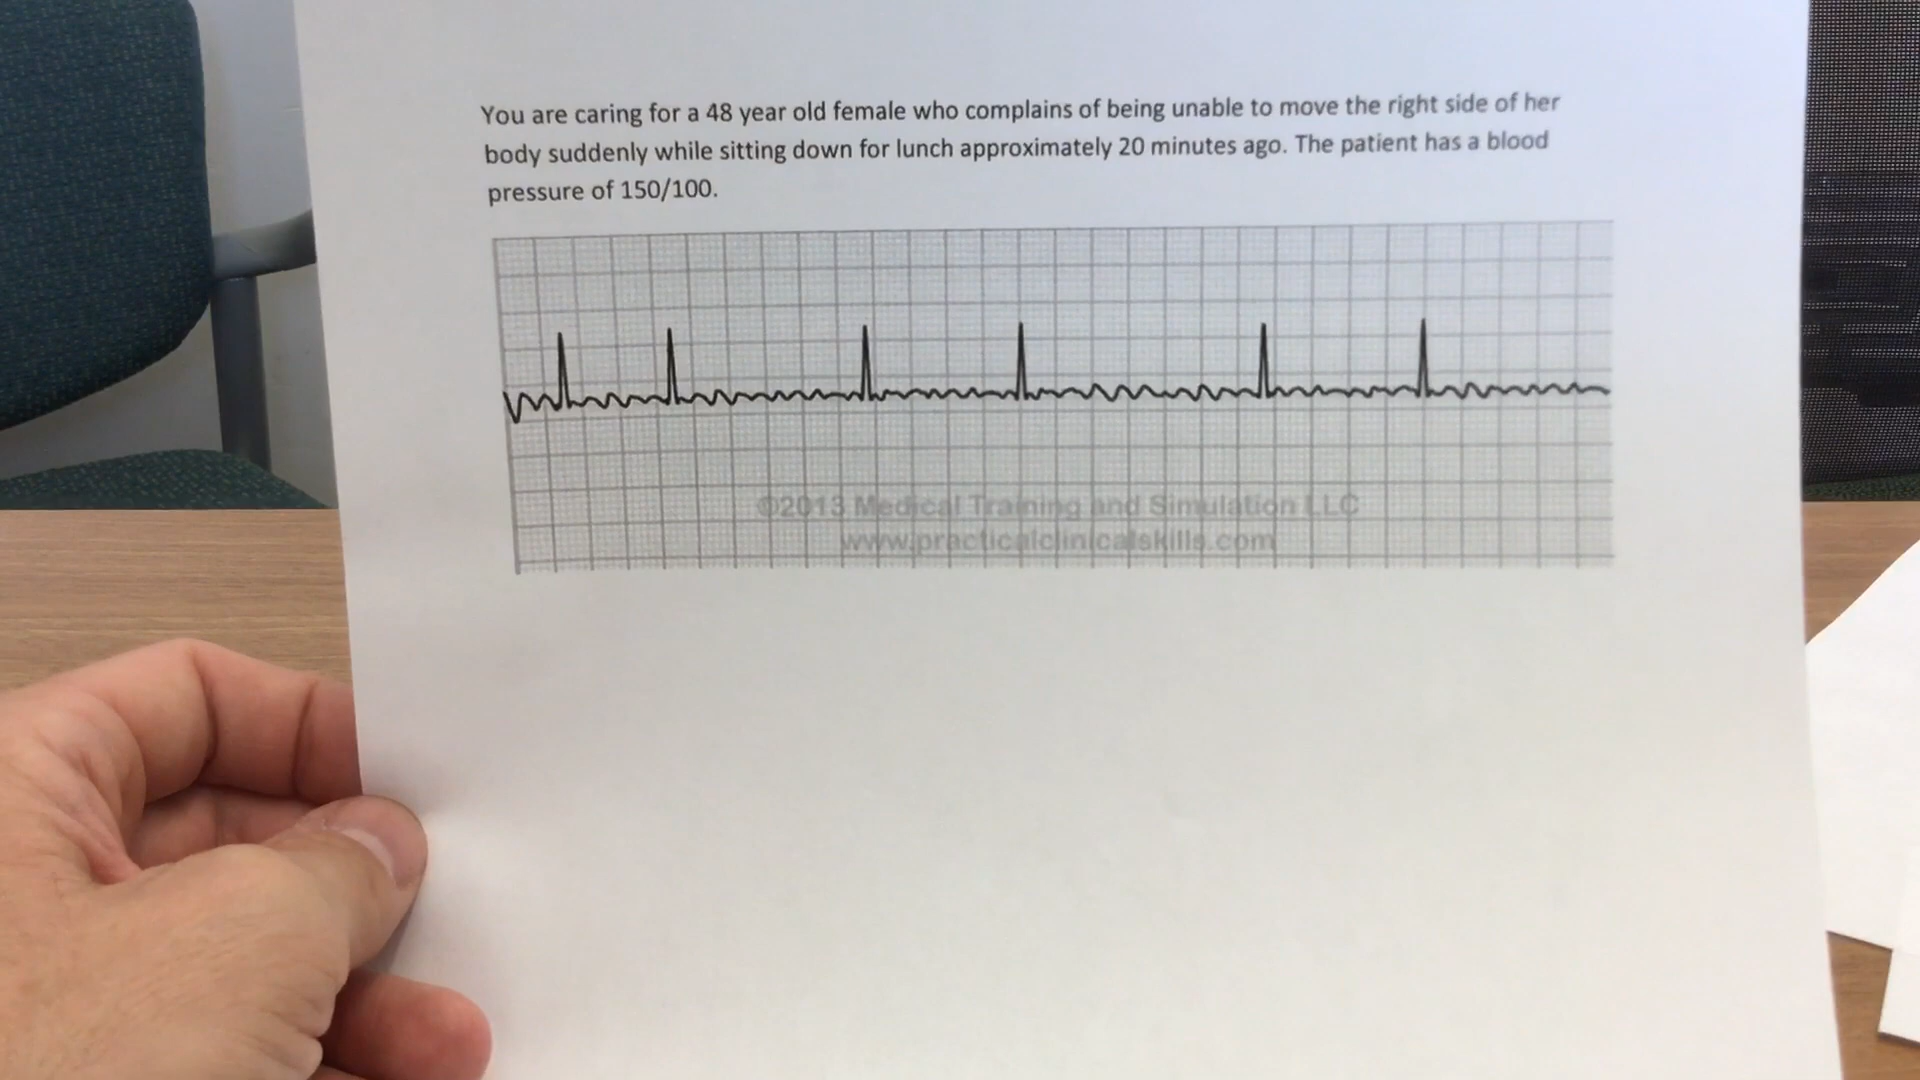 You are caring for a 48 year old female who complains of being unable to move the right side of her
body suddenly while sitting down for lunch approximately 20 minutes ago. The patient has a blood
pressure of 150/100.
©2013 Medical Training and Simulation LLC
www.practicalclinicalskills.com